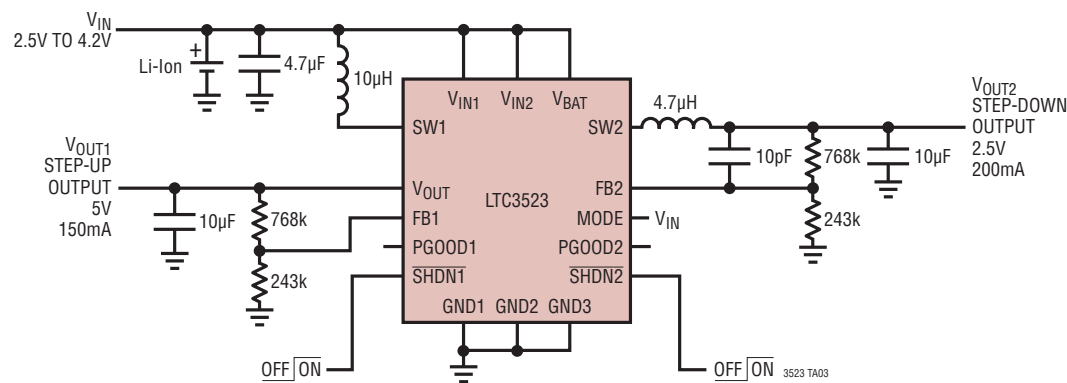 VIN
2.5V TO 4.2V
Li-Ion
+
4.7µF
10µH
VIN1 VIN2 VBAT
SW1
SW2
4.7µH
VOUT2
STEP-DOWN
OUTPUT
2.5V
200mA
10pF
768k
10µF
243k
VOUT1
STEP-UP
OUTPUT
5V
150mA
10µF
768k
243k
VOUT
FB1
PGOOD1
SHDN1
LTC3523
FB2
MODE
VIN
PGOOD2
SHDN2
GND1 GND2 GND3
OFF ON
OFF ON
3523 TA03